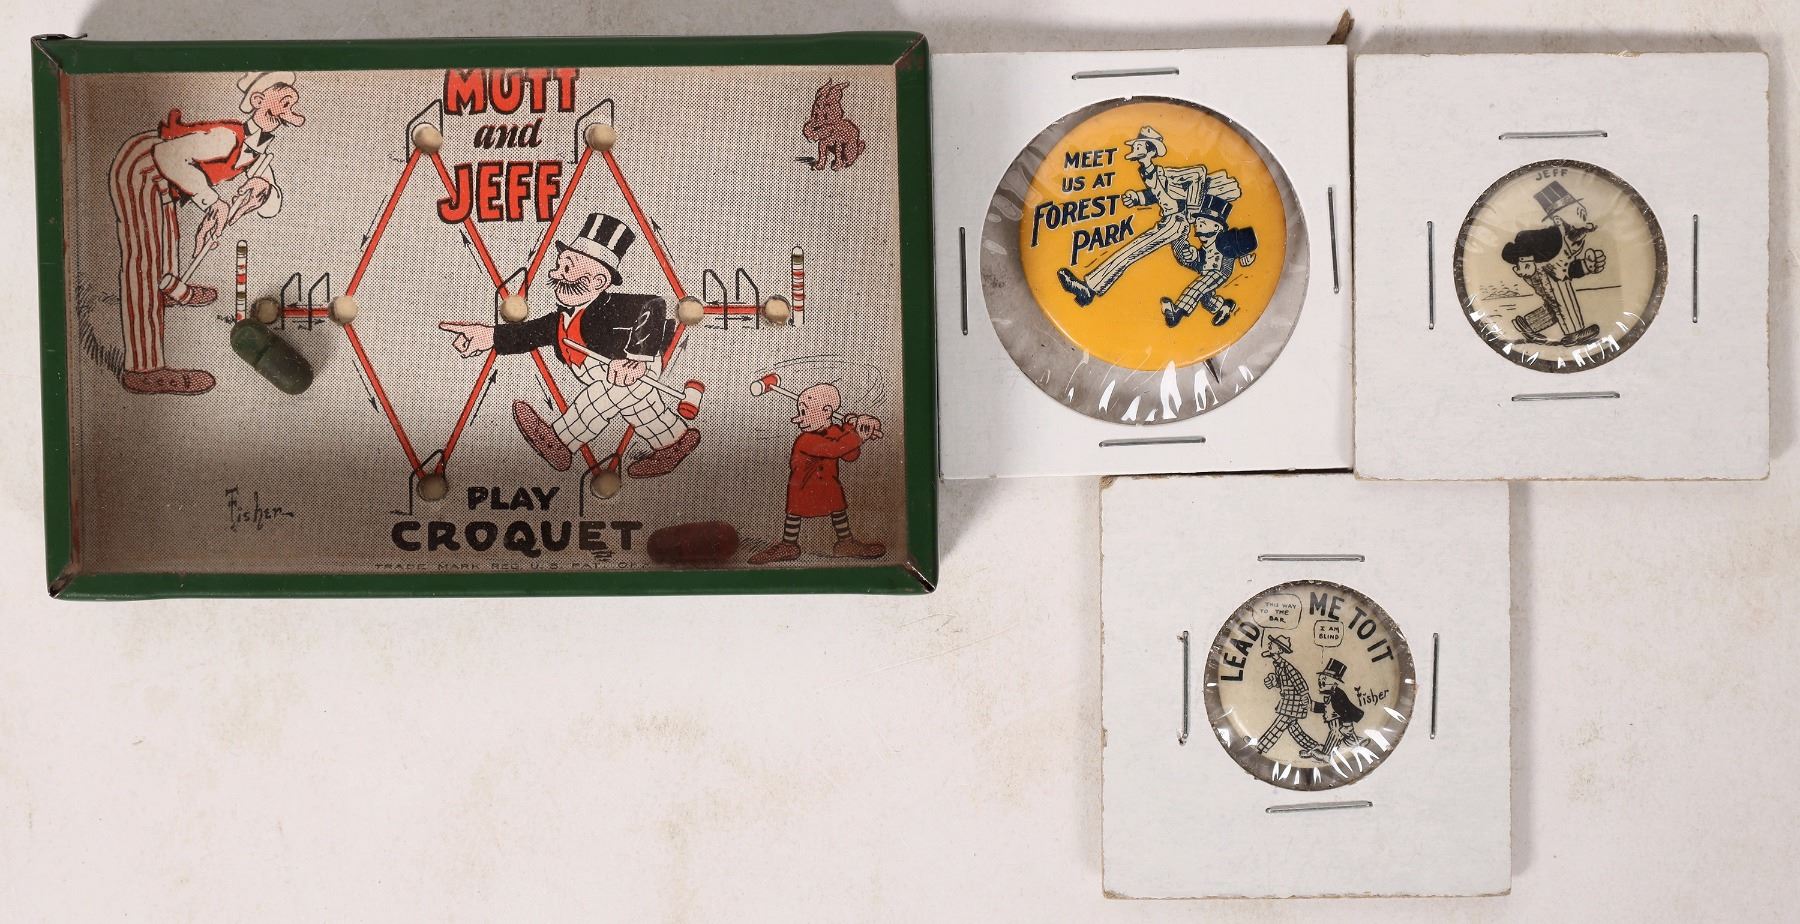 MUTT
and
JEFF
PLAY
CROQUET
Fisher
TRADE MARK REG. U.S. PAT. OFF.
MEET
US AT
FOREST
PARK
JEFF
LEAD ME TO IT
THIS WAY
TO THE
BAR
I AM
BLIND
Fisher